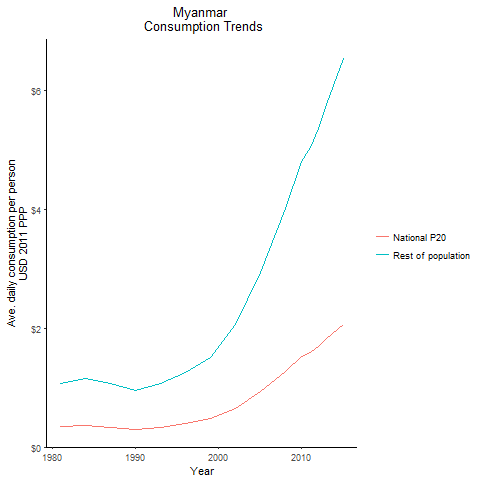 Myanmar
Consumption Trends
Ave. daily consumption per person
USD 2011 PPP
$6
$4
$2
$0
1980
1990
2000
2010
Year
National P20
Rest of population